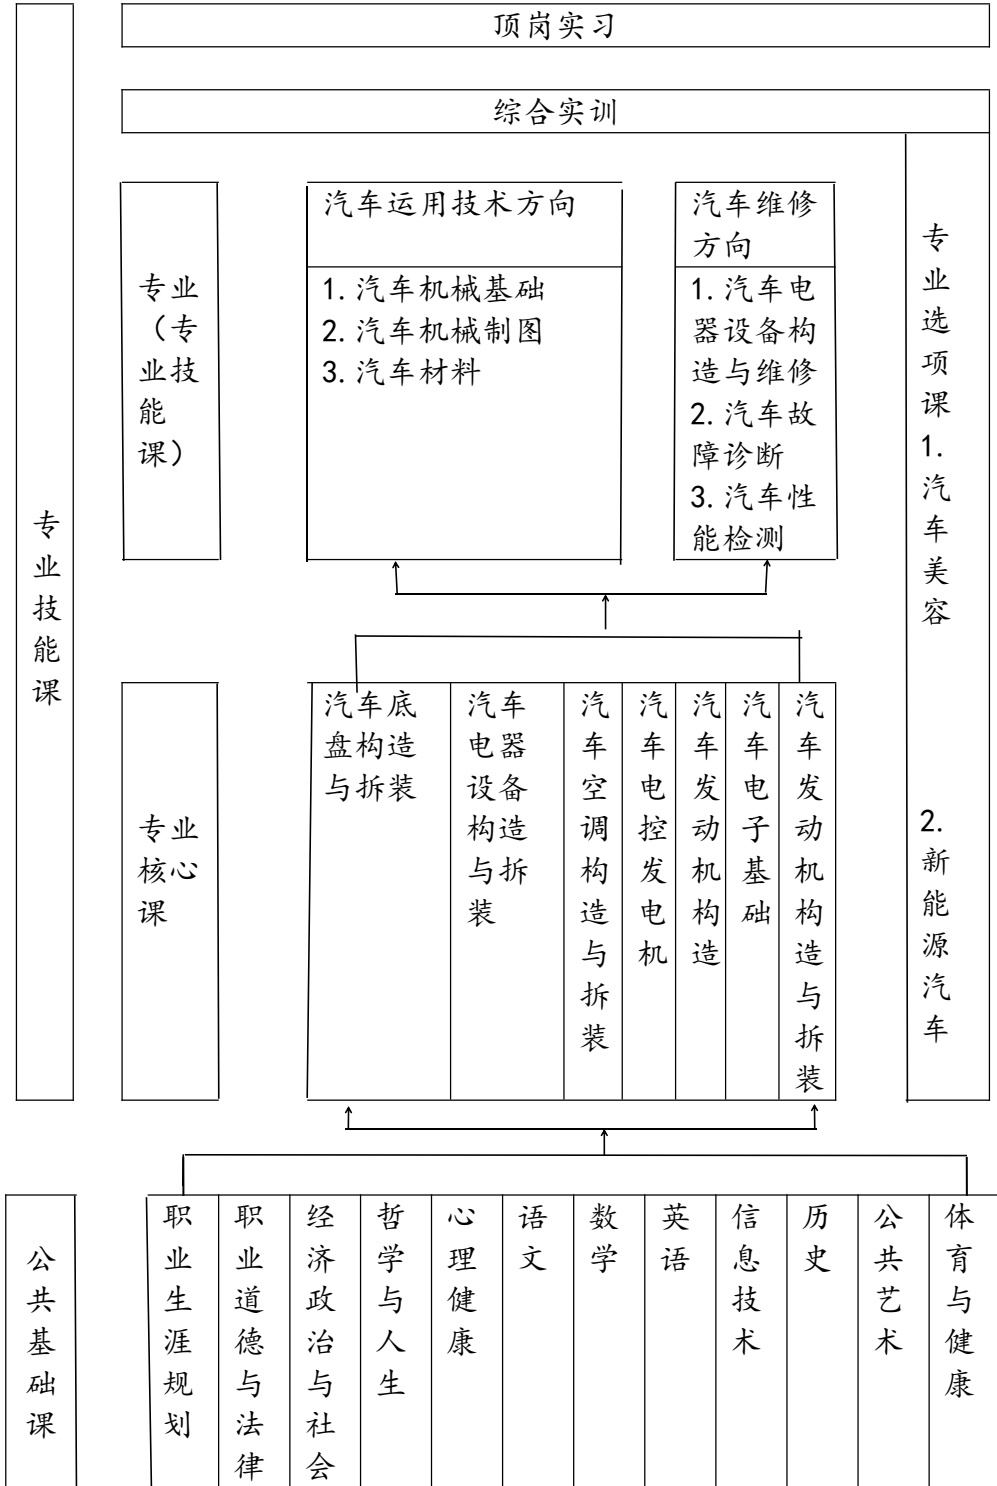 顶岗实习
综合实训
专业技能课
专业
（专
业技
能
课）
汽车运用技术方向
1.汽车机械基础
2.汽车机械制图
3.汽车材料
汽车维修
方向
1.汽车电
器设备构
造与维修
2.汽车故
障诊断
3.汽车性
能检测
专业选项课1.汽车美容
2.新能源汽车
专业
核心
课
汽车底
盘构造
与拆装
汽车
电器
设备
构造
与拆
装
汽车空调构造与拆装
汽车电控发电机
汽车发动机构造
汽车电子基础
汽车发动机构造与拆装
公共基础课
职业生涯规划
职业道德与法律
经济政治与社会
哲学与人生
心理健康
语文
数学
英语
信息技术
历史
公共艺术
体育与健康